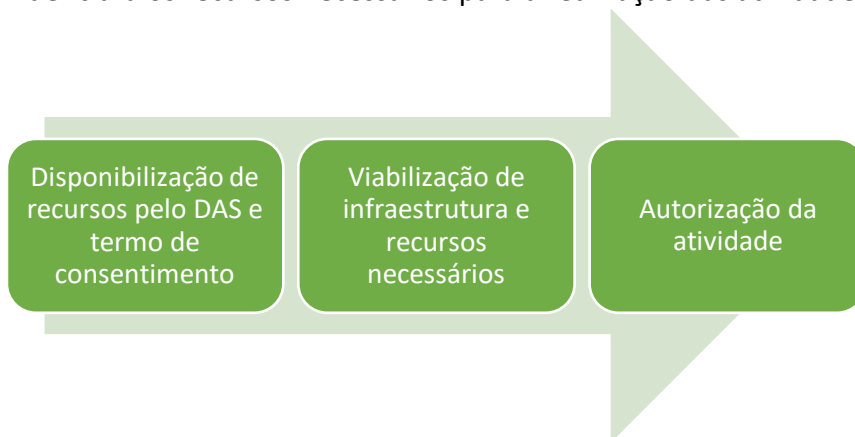 Disponibilização de
recursos pelo DAS e
termo de
consentimento
Viabilização de
infraestrutura e
recursos
necessários
Autorização da
atividade